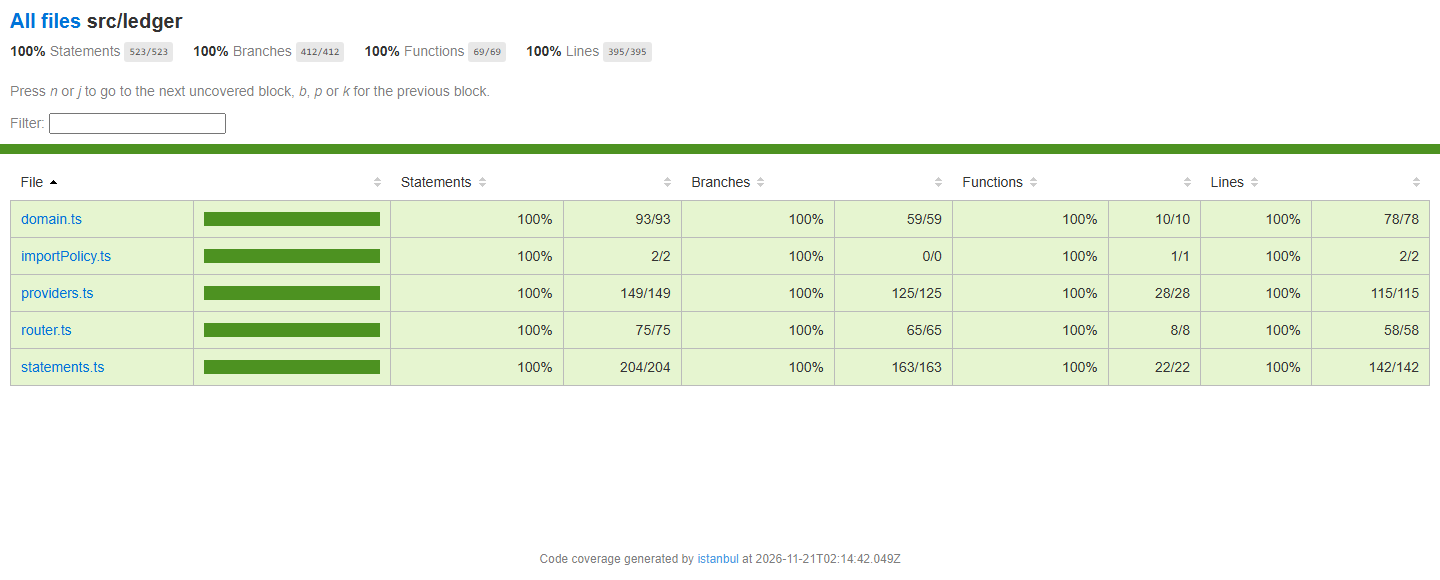 All files src/ledger
100% Statements 523/523 100% Branches 412/412 100% Functions 69/69 100% Lines 395/395
Press n or j to go to the next uncovered block, b, p or k for the previous block.
Filter:
File Statements Branches Functions Lines
domain.ts 100% 93/93 100% 59/59 100% 10/10 100% 78/78
importPolicy.ts 100% 2/2 100% 0/0 100% 1/1 100% 2/2
providers.ts 100% 149/149 100% 125/125 100% 28/28 100% 115/115
router.ts 100% 75/75 100% 65/65 100% 8/8 100% 58/58
statements.ts 100% 204/204 100% 163/163 100% 22/22 100% 142/142
Code coverage generated by istanbul at 2026-11-21T02:14:42.049Z